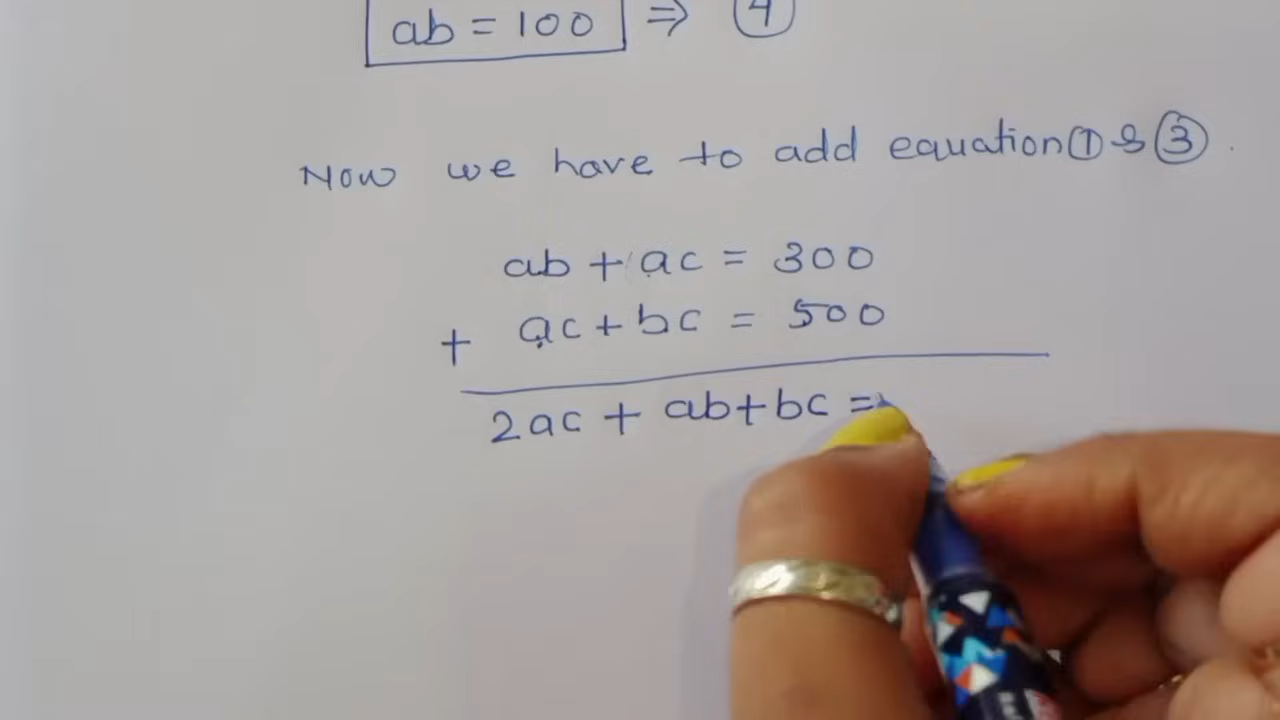 ab = 100 ⇒ ④
Now we have to add equation ① & ③.
ab + ac = 300
+ ac + bc = 500
2ac + ab + bc =